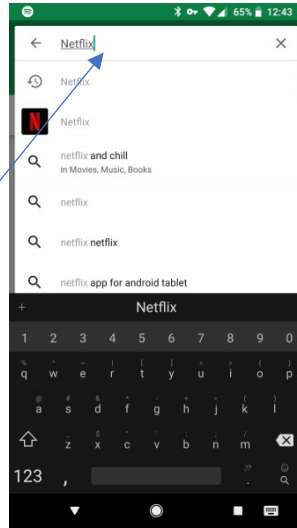 65% 12:43
Netflix
Netflix
N Netflix
netflix and chill
in Movies, Music, Books
netflix
netflix netflix
netflix app for android tablet
+ Netflix
1 2 3 4 5 6 7 8 9 0
q w e r t y u i o p
a s d f g h j k l
z x c v b n m
123 , .